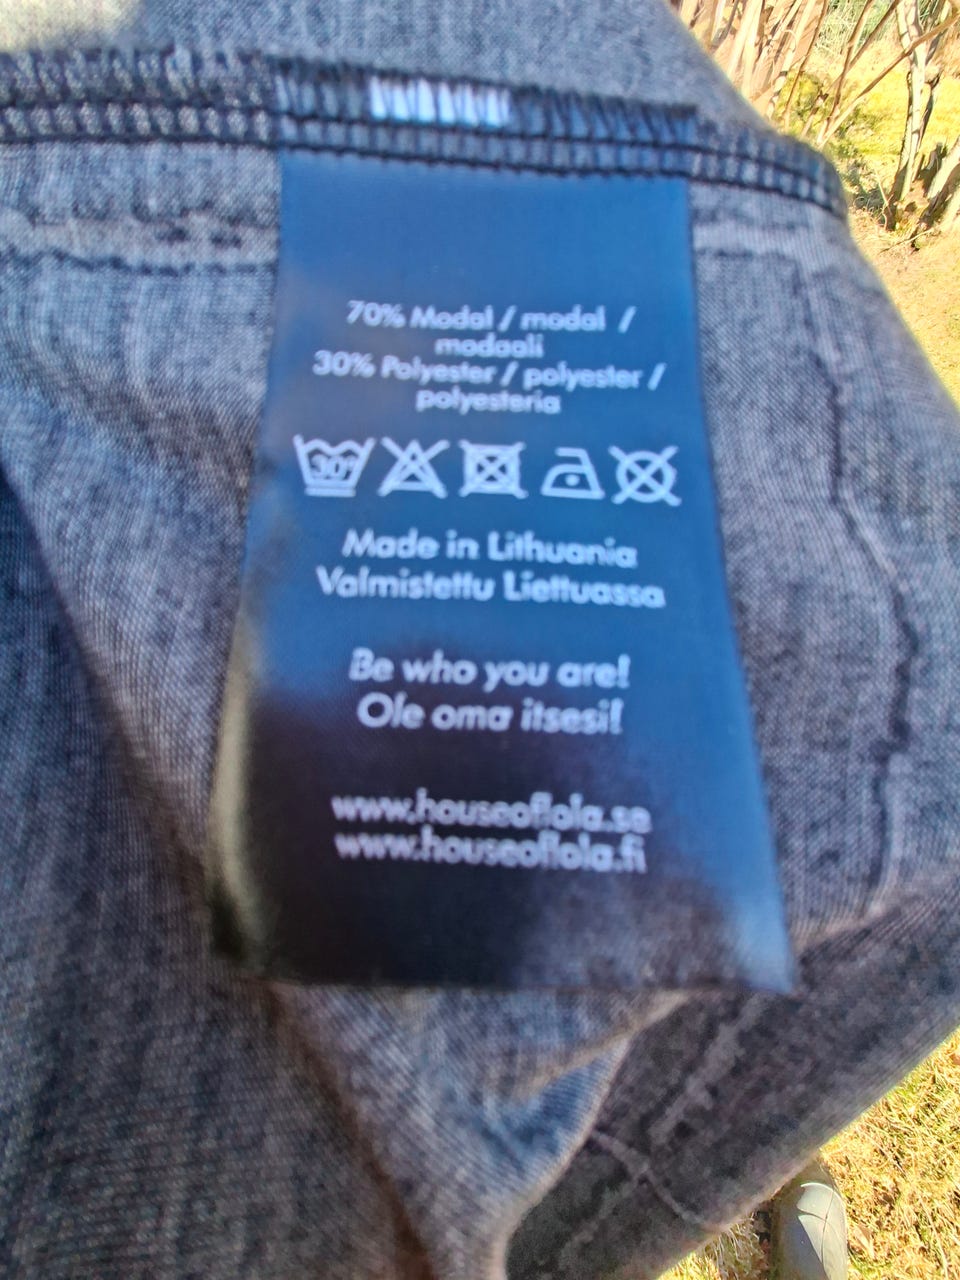 70% Modal / modal /
modaali
30% Polyester / polyester /
polyesteria
30°
Made in Lithuania
Valmistettu Liettuassa
Be who you are!
Ole oma itsesi!
www.houseoflola.se
www.houseoflola.fi